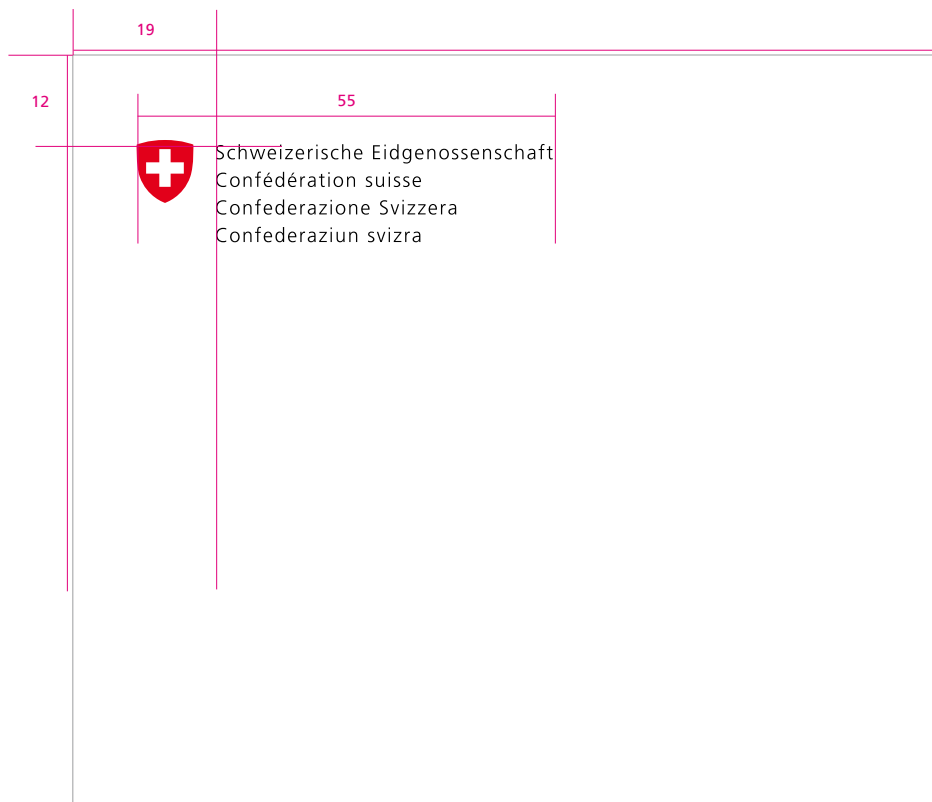 19
12
55
Schweizerische Eidgenossenschaft
Confédération suisse
Confederazione Svizzera
Confederaziun svizra